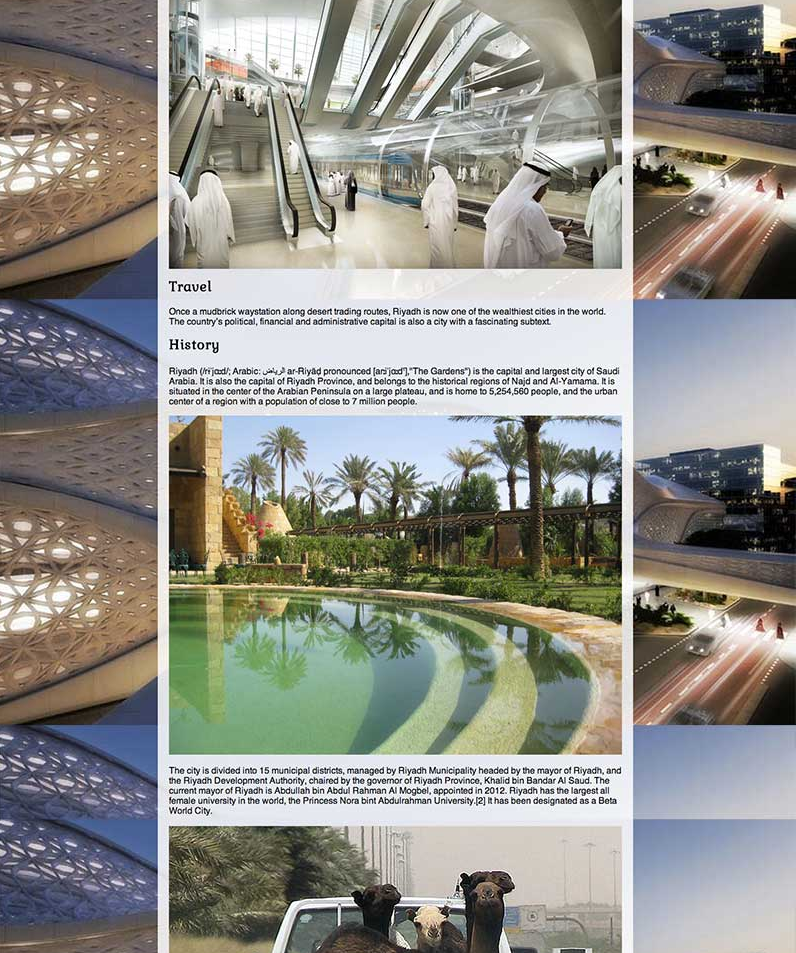 Travel
Once a mudbrick waystation along desert trading routes, Riyadh is now one of the wealthiest cities in the world.
The country's political, financial and administrative capital is also a city with a fascinating subtext.
History
Riyadh (/riˈjɑːd/; Arabic: الرياض‎ ar-Riyāḍ pronounced [arːiˈjɑːdˤ],"The Gardens") is the capital and largest city of Saudi
Arabia. It is also the capital of Riyadh Province, and belongs to the historical regions of Najd and Al-Yamama. It is
situated in the center of the Arabian Peninsula on a large plateau, and is home to 5,254,560 people, and the urban
center of a region with a population of close to 7 million people.
The city is divided into 15 municipal districts, managed by Riyadh Municipality headed by the mayor of Riyadh, and
the Riyadh Development Authority, chaired by the governor of Riyadh Province, Khalid bin Bandar Al Saud. The
current mayor of Riyadh is Abdullah bin Abdul Rahman Al Mogbel, appointed in 2012. Riyadh has the largest all
female university in the world, the Princess Nora bint Abdulrahman University.[2] It has been designated as a Beta
World City.